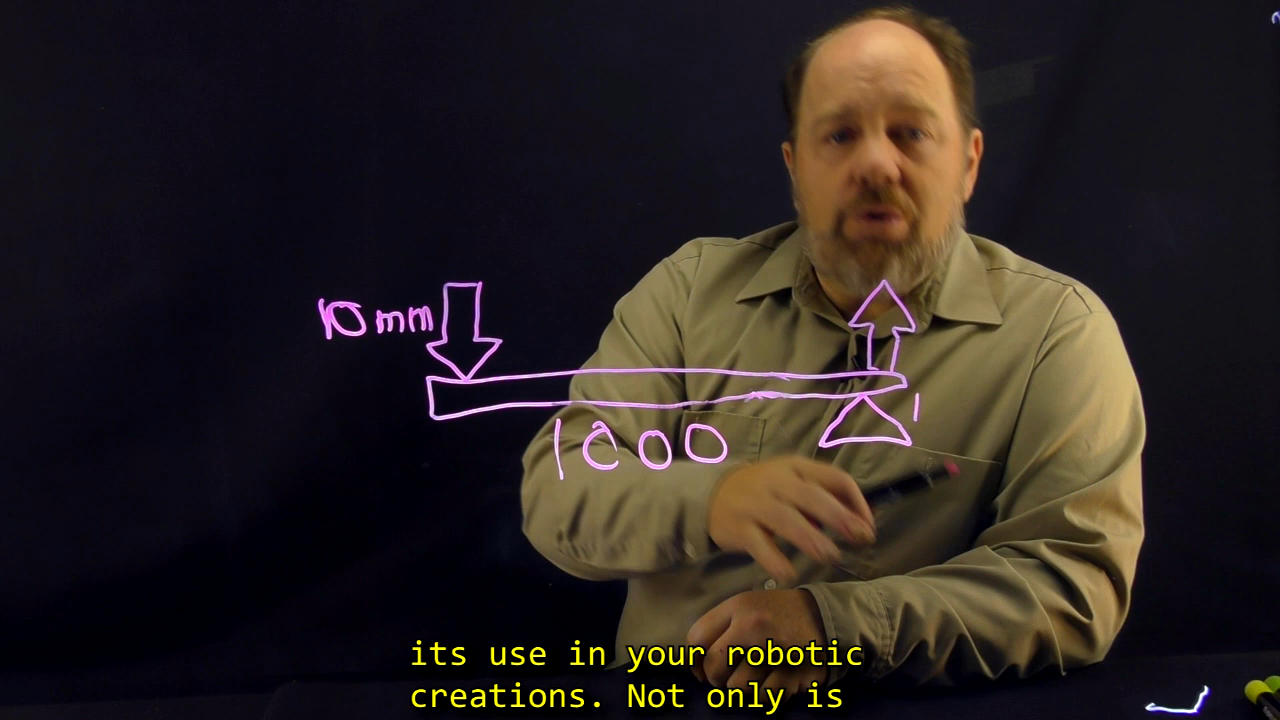 10mm
1000
1
its use in your robotic
creations. Not only is